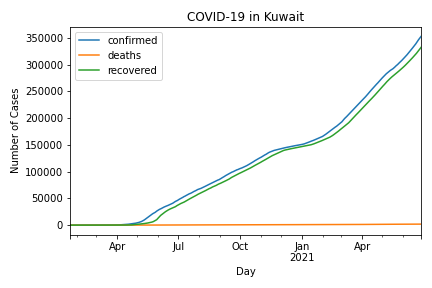 COVID-19 in Kuwait
confirmed
deaths
recovered
350000
300000
250000
200000
150000
100000
50000
0
Number of Cases
Apr
Jul
Oct
Jan
2021
Apr
Day